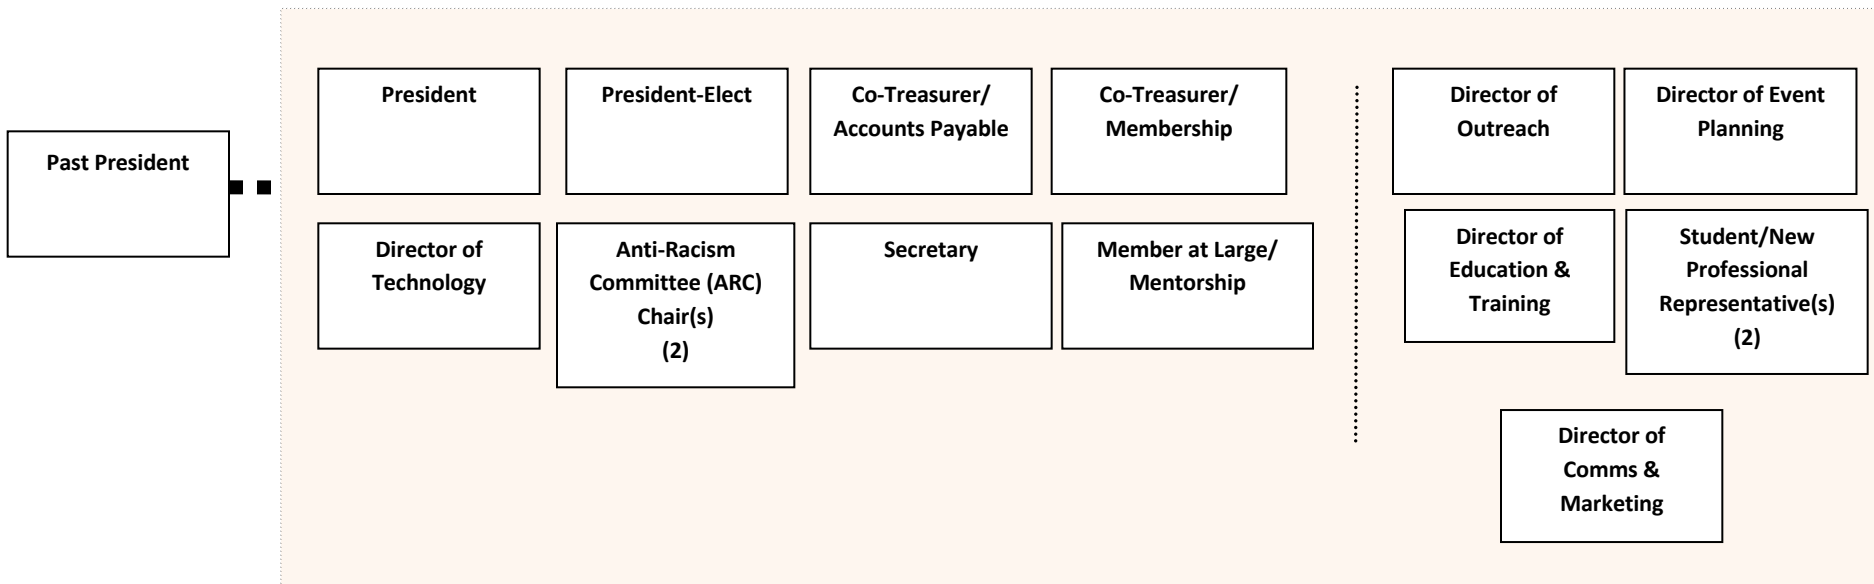 Past President
President
President-Elect
Co-Treasurer/
Accounts Payable
Co-Treasurer/
Membership
Director of
Technology
Anti-Racism
Committee (ARC)
Chair(s)
(2)
Secretary
Member at Large/
Mentorship
Director of
Outreach
Director of Event
Planning
Director of
Education &
Training
Student/New
Professional
Representative(s)
(2)
Director of
Comms &
Marketing